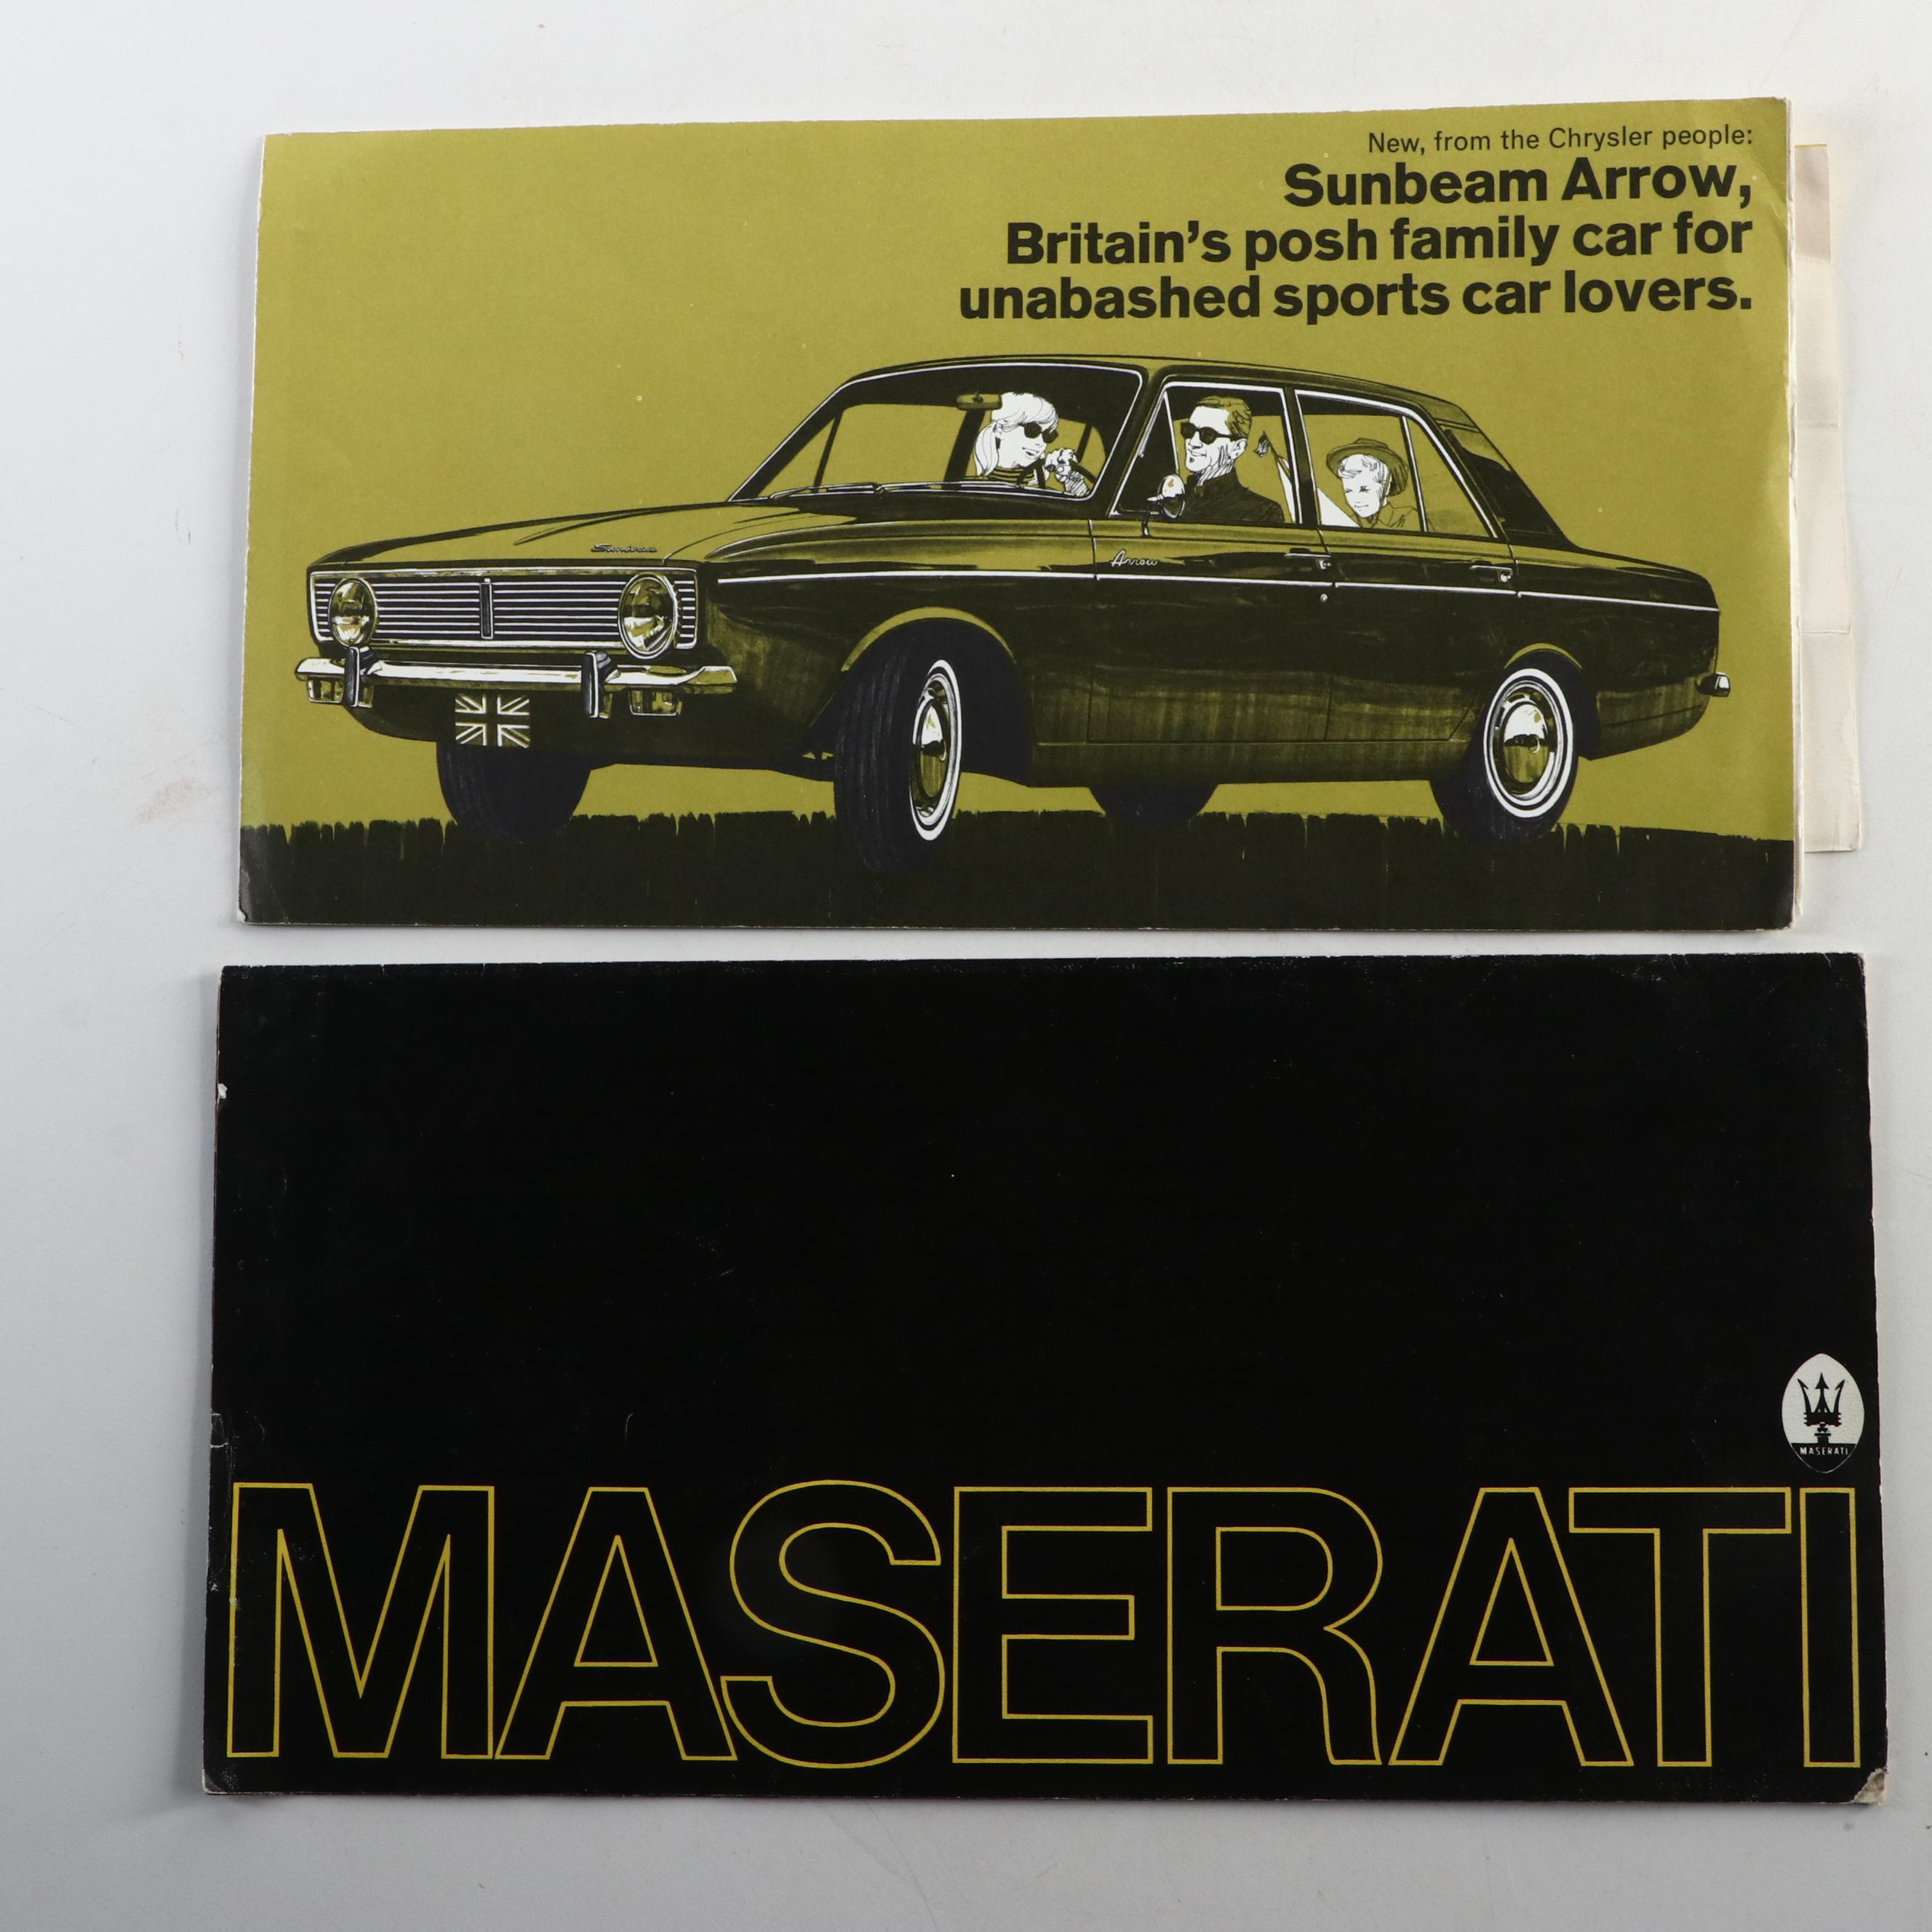 New, from the Chrysler people:
Sunbeam Arrow,
Britain's posh family car for
unabashed sports car lovers.
Arrow
MASERATI
MASERATI